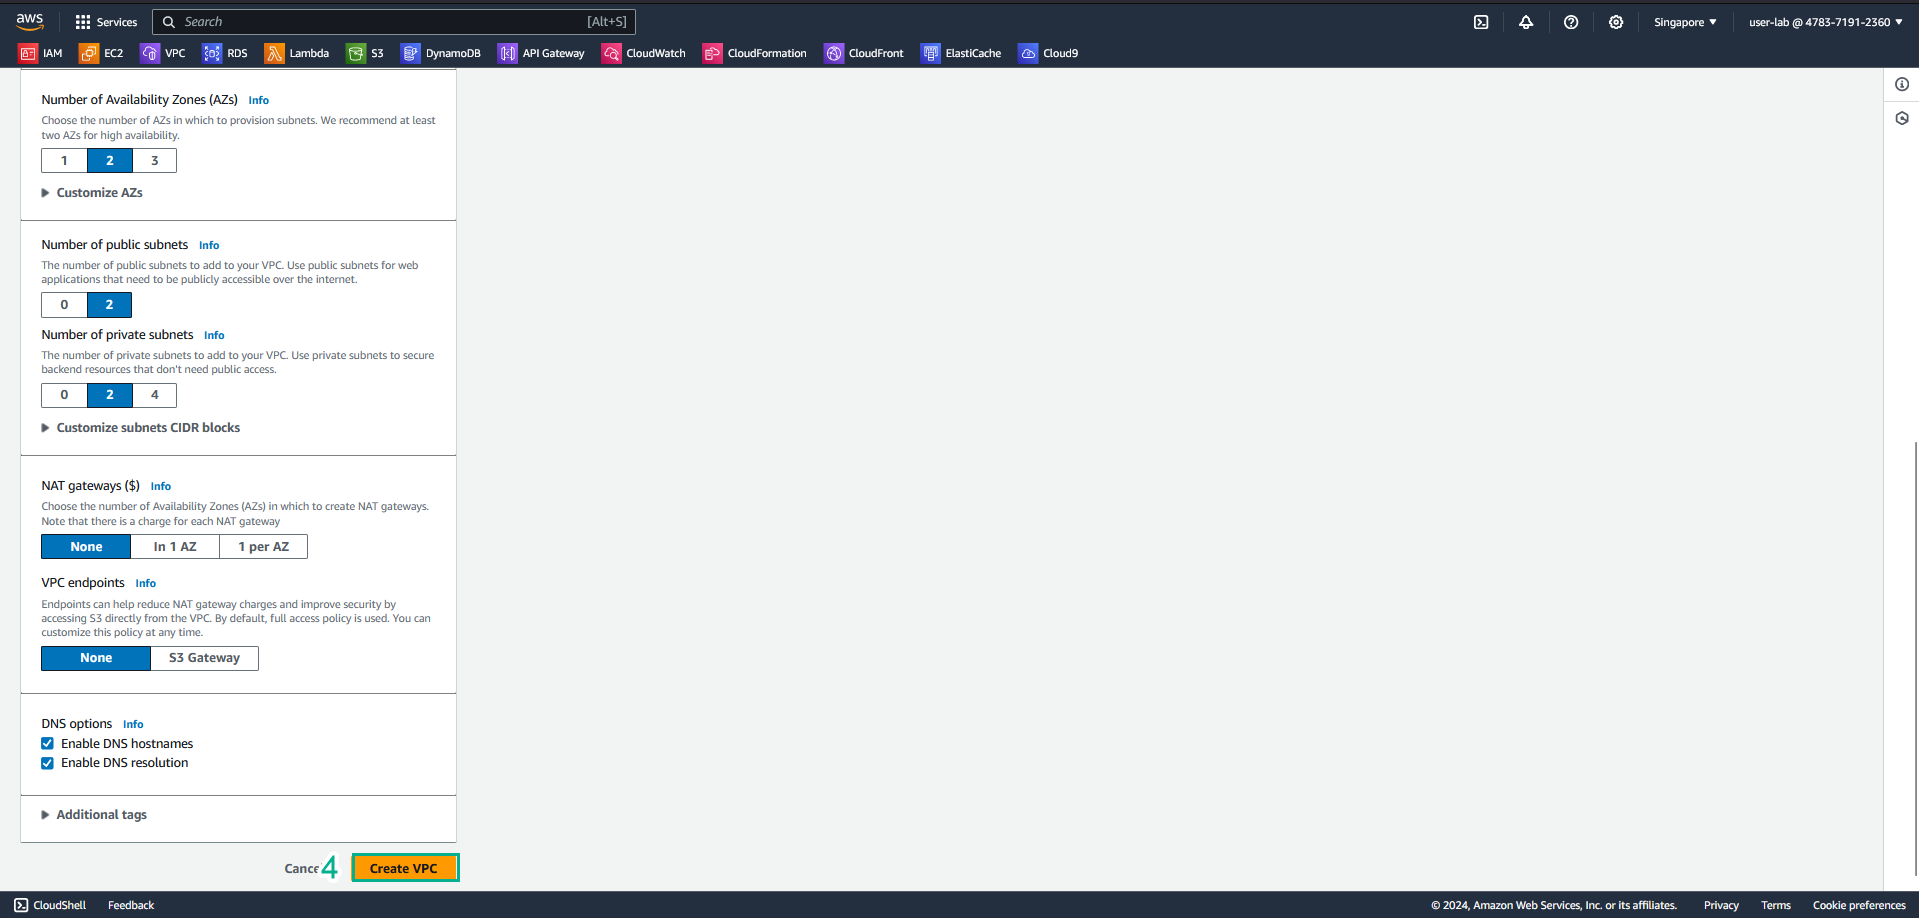 aws Services Search [Alt+S] Singapore ▼ user-lab @ 4783-7191-2360 ▼
IAM EC2 VPC RDS Lambda S3 DynamoDB API Gateway CloudWatch CloudFormation CloudFront ElastiCache Cloud9
Number of Availability Zones (AZs) Info
Choose the number of AZs in which to provision subnets. We recommend at least
two AZs for high availability.
1 2 3
Customize AZs
Number of public subnets Info
The number of public subnets to add to your VPC. Use public subnets for web
applications that need to be publicly accessible over the internet.
0 2
Number of private subnets Info
The number of private subnets to add to your VPC. Use private subnets to secure
backend resources that don't need public access.
0 2 4
Customize subnets CIDR blocks
NAT gateways ($) Info
Choose the number of Availability Zones (AZs) in which to create NAT gateways.
Note that there is a charge for each NAT gateway
None In 1 AZ 1 per AZ
VPC endpoints Info
Endpoints can help reduce NAT gateway charges and improve security by
accessing S3 directly from the VPC. By default, full access policy is used. You can
customize this policy at any time.
None S3 Gateway
DNS options Info
Enable DNS hostnames
Enable DNS resolution
Additional tags
Cance 4 Create VPC
CloudShell Feedback © 2024, Amazon Web Services, Inc. or its affiliates. Privacy Terms Cookie preferences